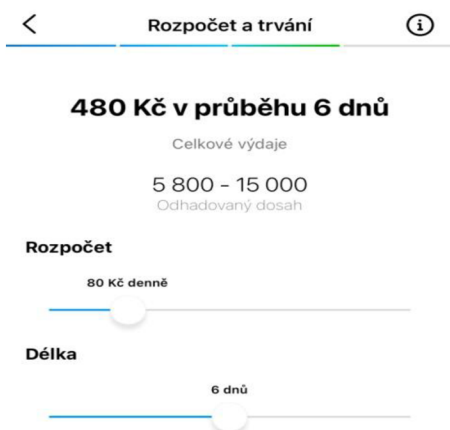 Rozpočet a trvání
480 Kč v průběhu 6 dnů
Celkové výdaje
5 800 - 15 000
Odhadovaný dosah
Rozpočet
80 Kč denně
Délka
6 dnů